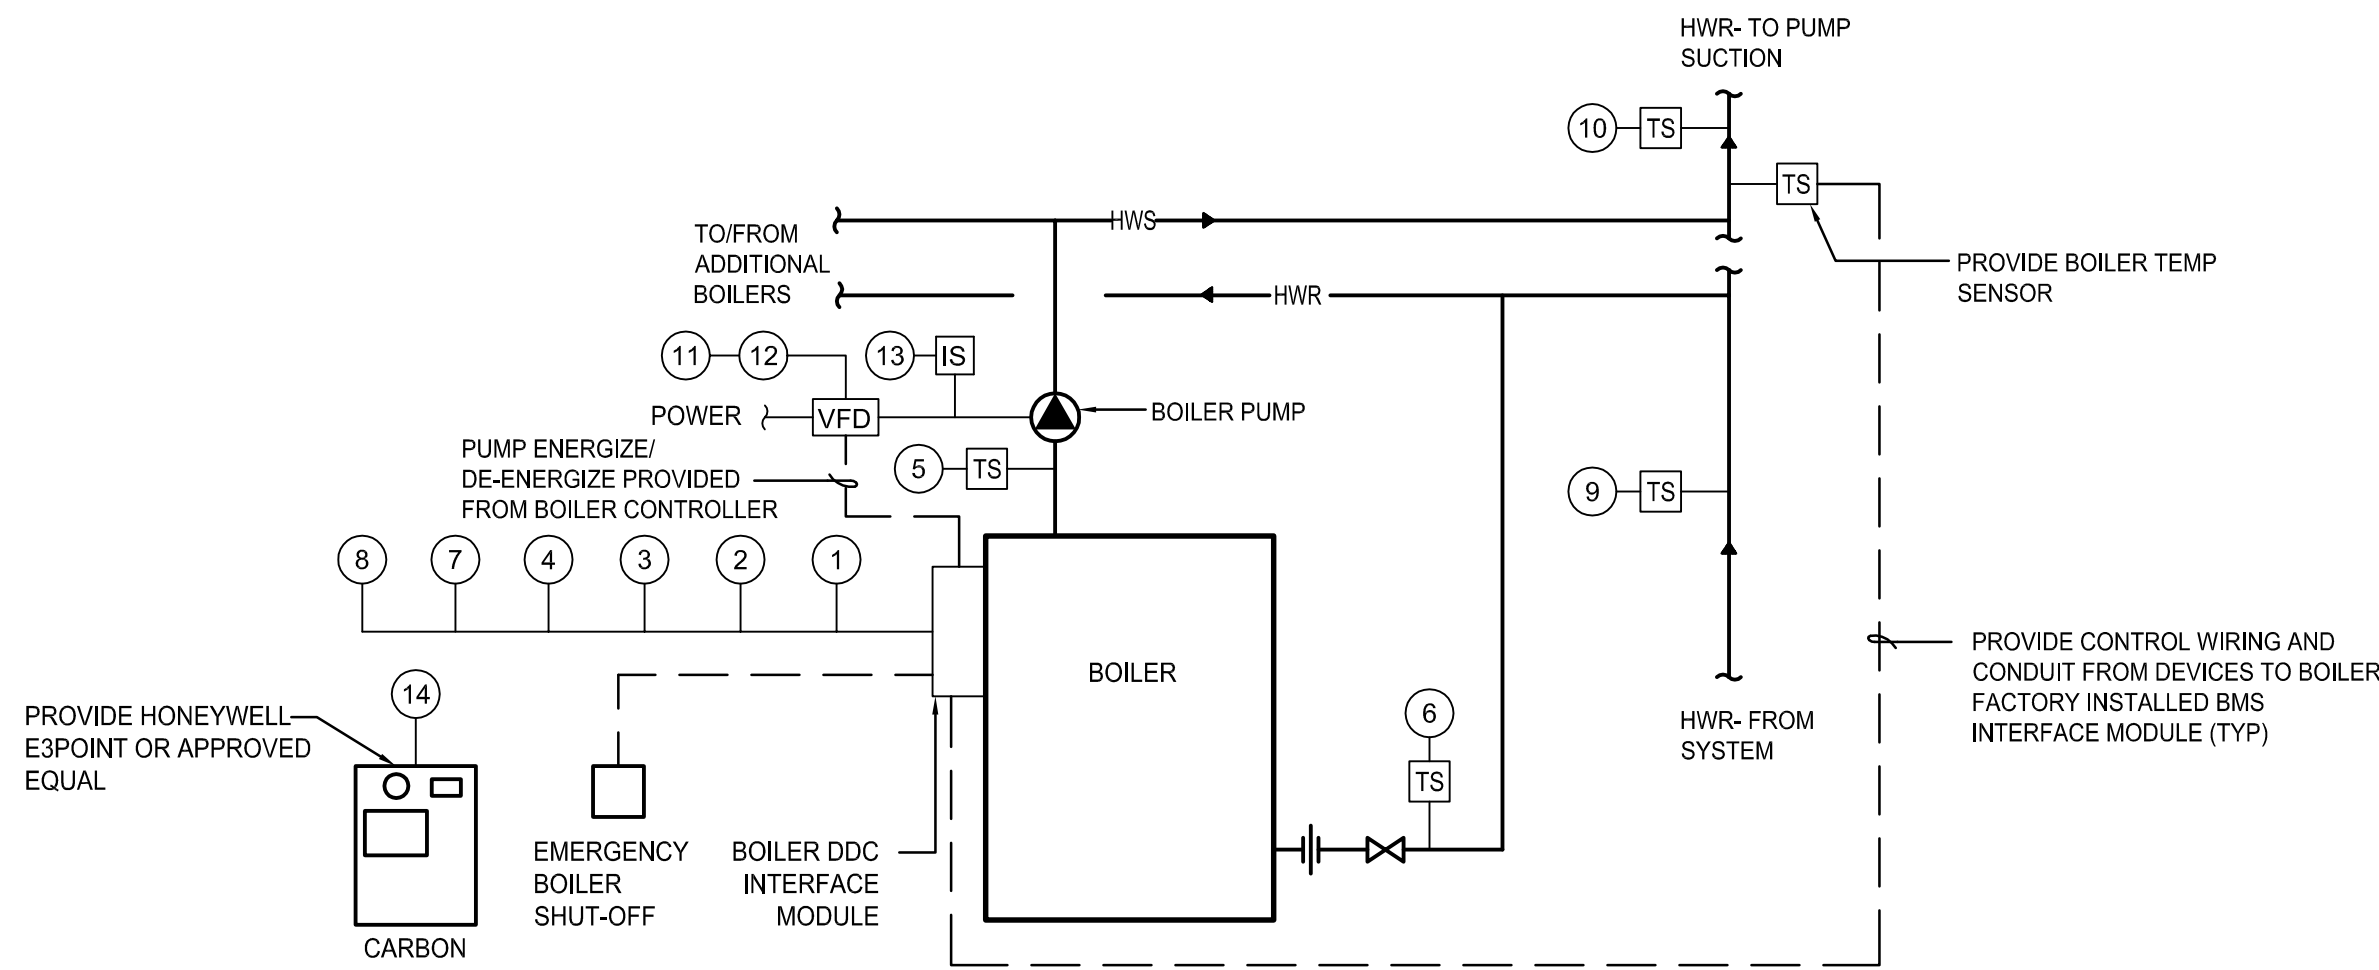 HWR- TO PUMP
SUCTION
10
TS
TS
HWS
TO/FROM
ADDITIONAL
BOILERS
PROVIDE BOILER TEMP
SENSOR
HWR
11
12
13
IS
POWER
VFD
BOILER PUMP
PUMP ENERGIZE/
DE-ENERGIZE PROVIDED
FROM BOILER CONTROLLER
5
TS
9
TS
8
7
4
3
2
1
BOILER
PROVIDE CONTROL WIRING AND
CONDUIT FROM DEVICES TO BOILER
FACTORY INSTALLED BMS
INTERFACE MODULE (TYP)
14
PROVIDE HONEYWELL
E3POINT OR APPROVED
EQUAL
6
TS
HWR- FROM
SYSTEM
EMERGENCY
BOILER
SHUT-OFF
BOILER DDC
INTERFACE
MODULE
CARBON